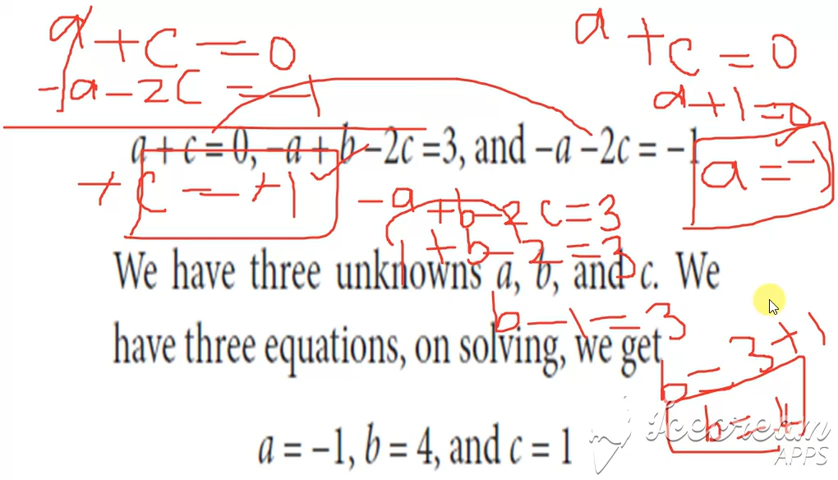 a + c = 0
-1a - 2c = -1
a + c = 0
a + 1 = 0
a + c = 0, −a + b −2c =3, and −a −2c = −1
+ c = +1
a = -1
-a + b - 2c = 3
1 + b - 2 = 3
We have three unknowns a, b, and c. We
b - 1 = 3
have three equations, on solving, we get
b = 3 + 1
b = 4
a = −1, b = 4, and c = 1
Icecream
APPS